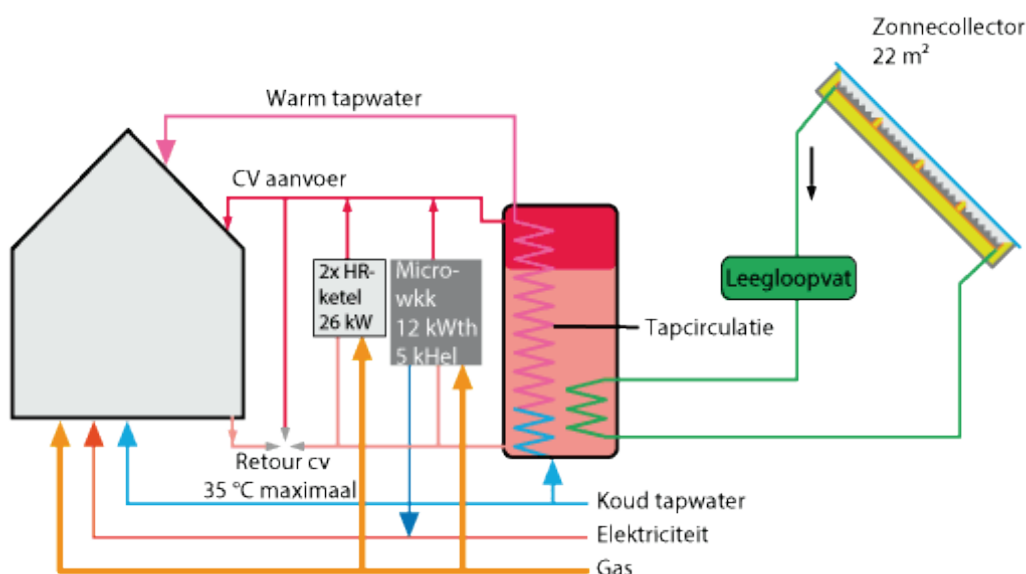 Zonnecollector
22 m²
Warm tapwater
CV aanvoer
2x HR-
ketel
26 kW
Micro-
wkk
12 kWth
5 kHel
Leegloopvat
Tapcirculatie
Retour cv
35 °C maximaal
Koud tapwater
Elektriciteit
Gas